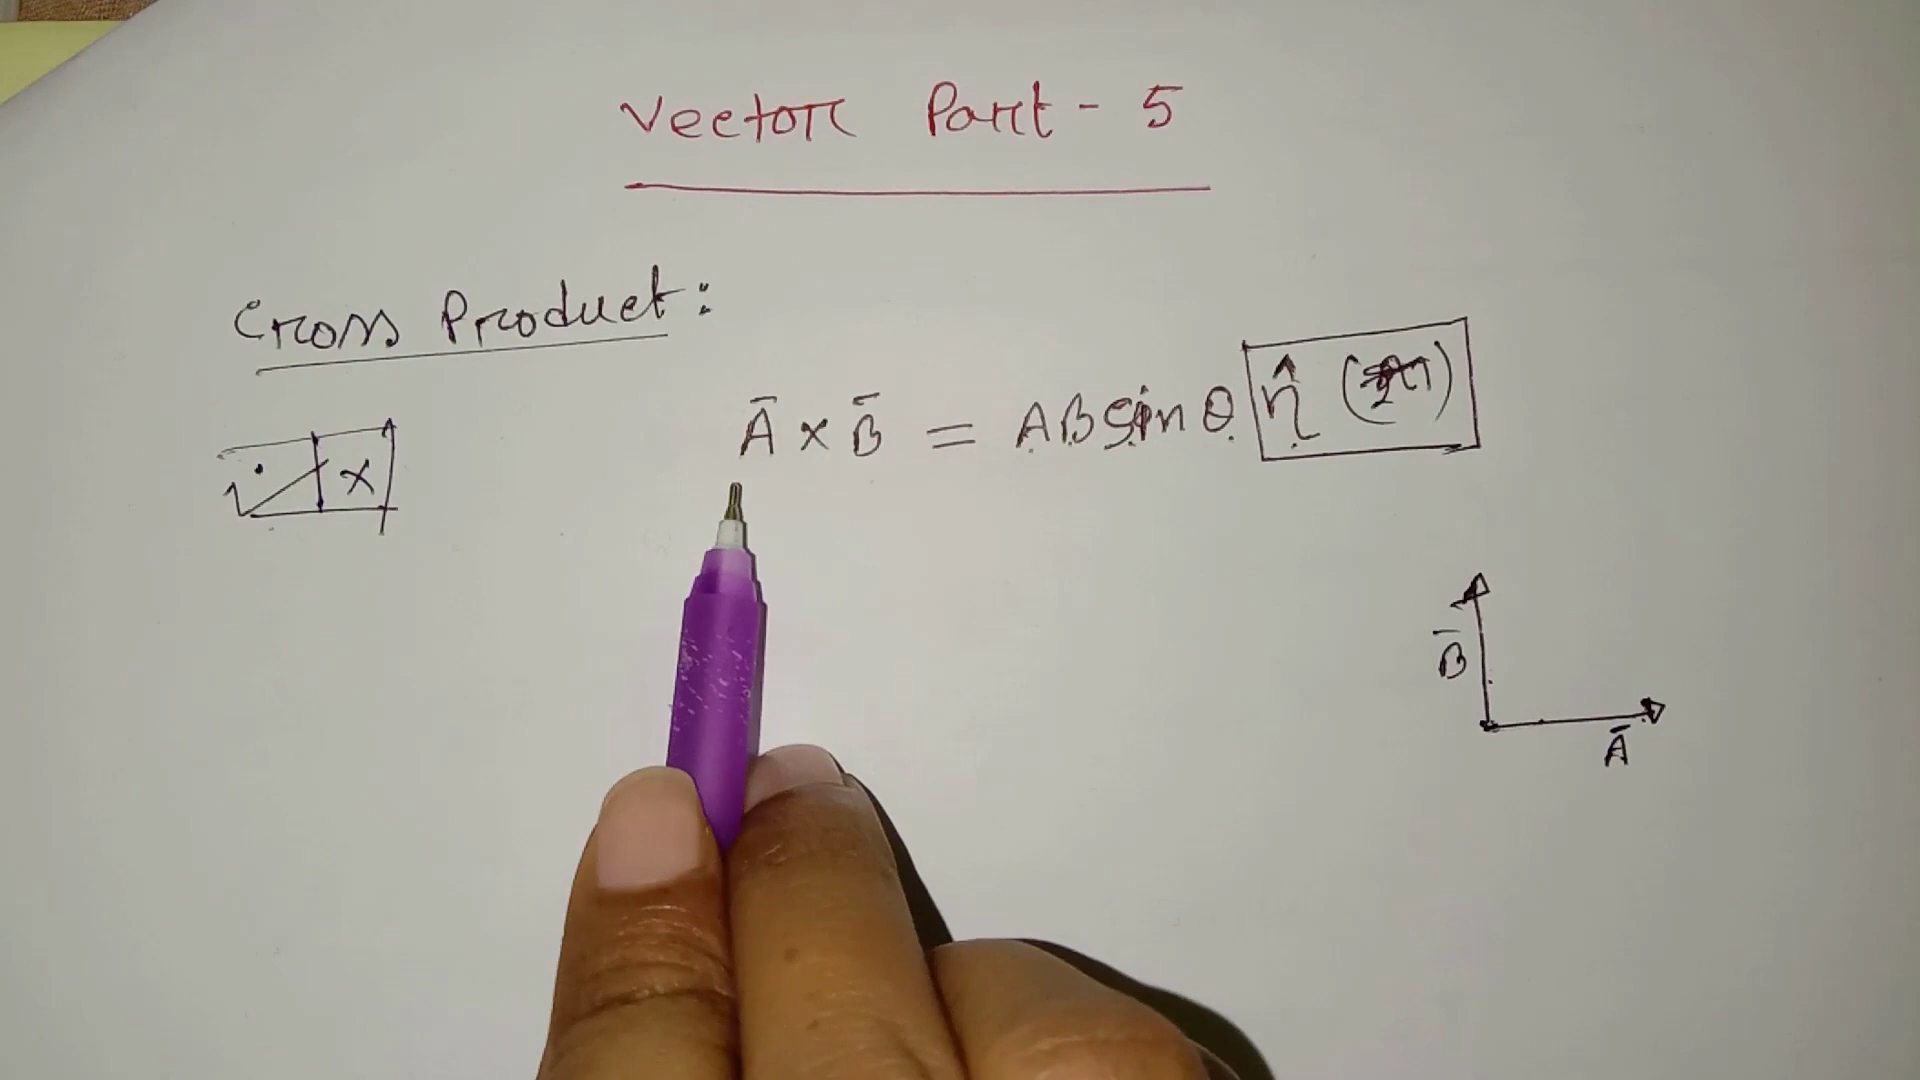 Vector Part - 5
Cross Product:
A̅ × B̅ = AB sin θ n̂
. ×
B̅
A̅